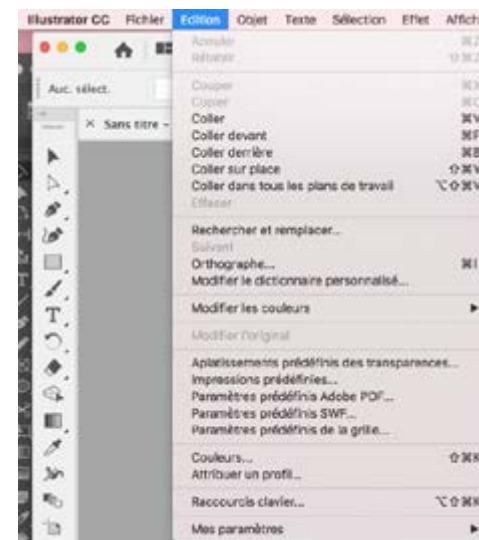 Illustrator CC Fichier Edition Objet Texte Sélection Effet Affich
Annuler ⌘Z
Rétablir ⇧⌘Z
Auc. sélect.
Couper ⌘X
Copier ⌘C
Coller ⌘V
× Sans titre -
Coller devant ⌘F
Coller derrière ⌘B
Coller sur place ⇧⌘V
Coller dans tous les plans de travail ⌥⇧⌘V
Effacer
Rechercher et remplacer...
Suivant
Orthographe... ⌘I
Modifier le dictionnaire personnalisé...
Modifier les couleurs
Modifier l'original
Aplatissements prédéfinis des transparences...
Impressions prédéfinies...
Paramètres prédéfinis Adobe PDF...
Paramètres prédéfinis SWF...
Paramètres prédéfinis de la grille...
Couleurs... ⇧⌘K
Attribuer un profil...
Raccourcis clavier... ⌥⇧⌘K
Mes paramètres